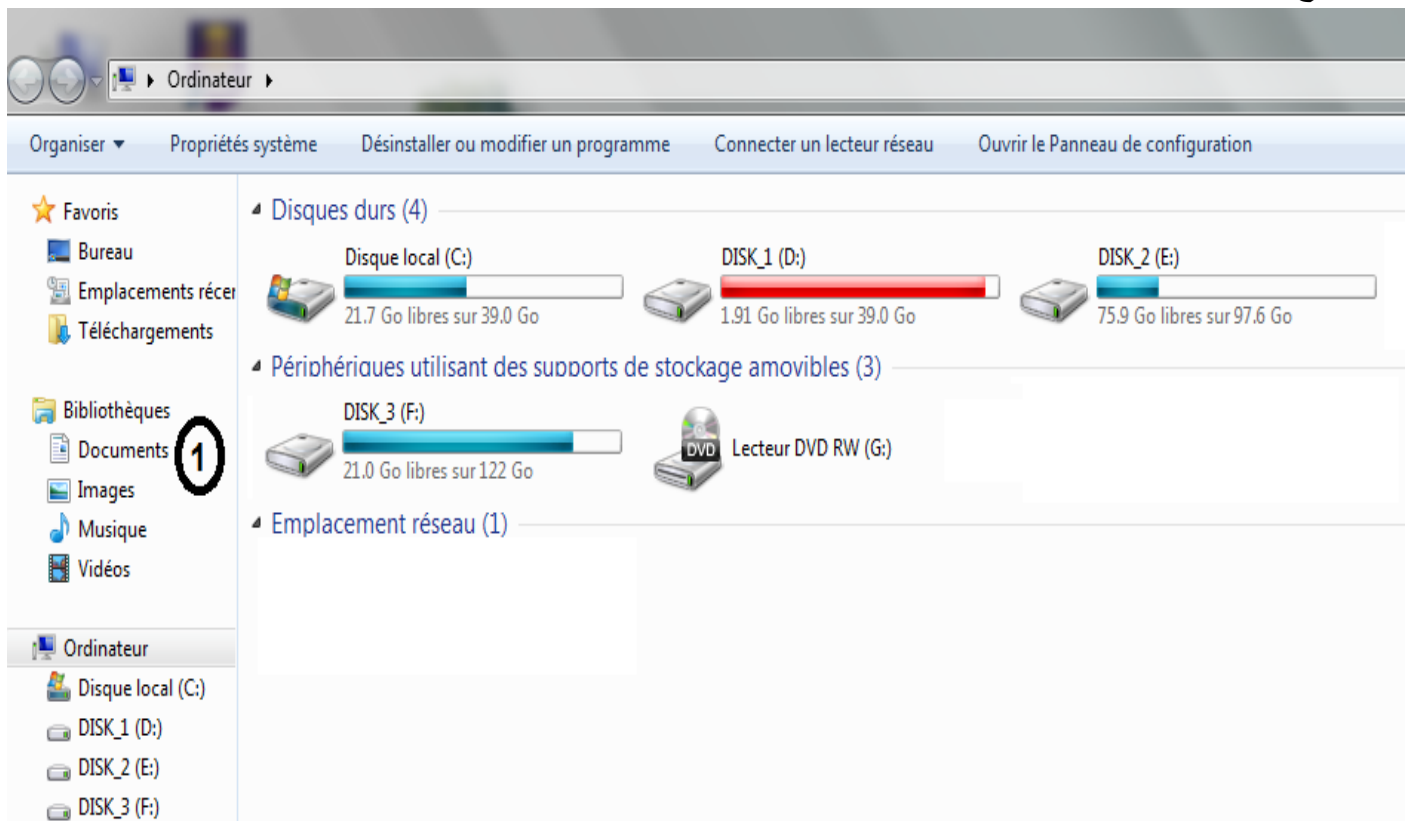 Ordinateur
Organiser Propriétés système Désinstaller ou modifier un programme Connecter un lecteur réseau Ouvrir le Panneau de configuration
Favoris
Bureau
Emplacements récer
Téléchargements
Bibliothèques
Documents
1
Images
Musique
Vidéos
Ordinateur
Disque local (C:)
DISK_1 (D:)
DISK_2 (E:)
DISK_3 (F:)
Disques durs (4)
Disque local (C:)
21.7 Go libres sur 39.0 Go
DISK_1 (D:)
1.91 Go libres sur 39.0 Go
DISK_2 (E:)
75.9 Go libres sur 97.6 Go
Périphériques utilisant des supports de stockage amovibles (3)
DISK_3 (F:)
21.0 Go libres sur 122 Go
DVD
Lecteur DVD RW (G:)
Emplacement réseau (1)